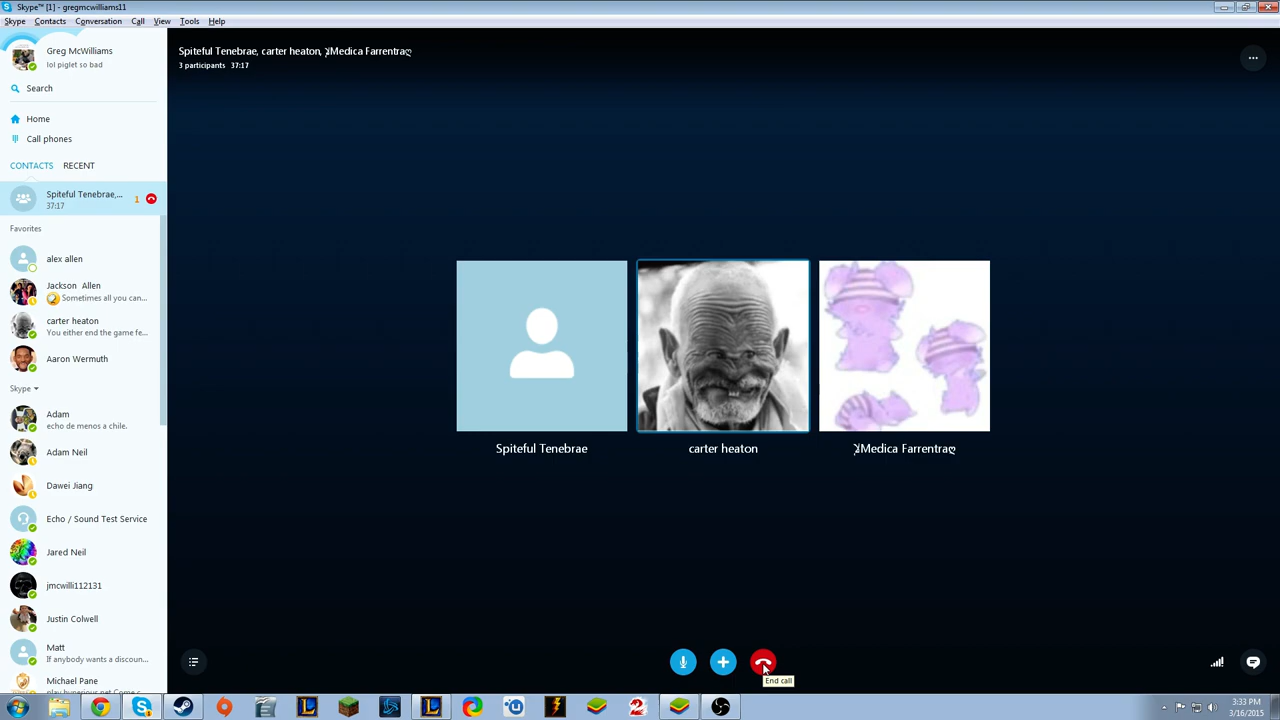 Skype™ [1] - gregmcwilliams11
Skype Contacts Conversation Call View Tools Help
Greg McWilliams
lol piglet so bad
Search
Home
Call phones
CONTACTS RECENT
Spiteful Tenebrae,...
37:17
1
Favorites
alex allen
Jackson Allen
Sometimes all you can...
carter heaton
You either end the game fe...
Aaron Wermuth
Skype
Adam
echo de menos a chile.
Adam Neil
Dawei Jiang
Echo / Sound Test Service
Jared Neil
jmcwilli112131
Justin Colwell
Matt
If anybody wants a discoun...
Michael Pane
Spiteful Tenebrae, carter heaton, Medica Farrentra
3 participants 37:17
Spiteful Tenebrae
carter heaton
Medica Farrentra
End call
3:33 PM
3/16/2015